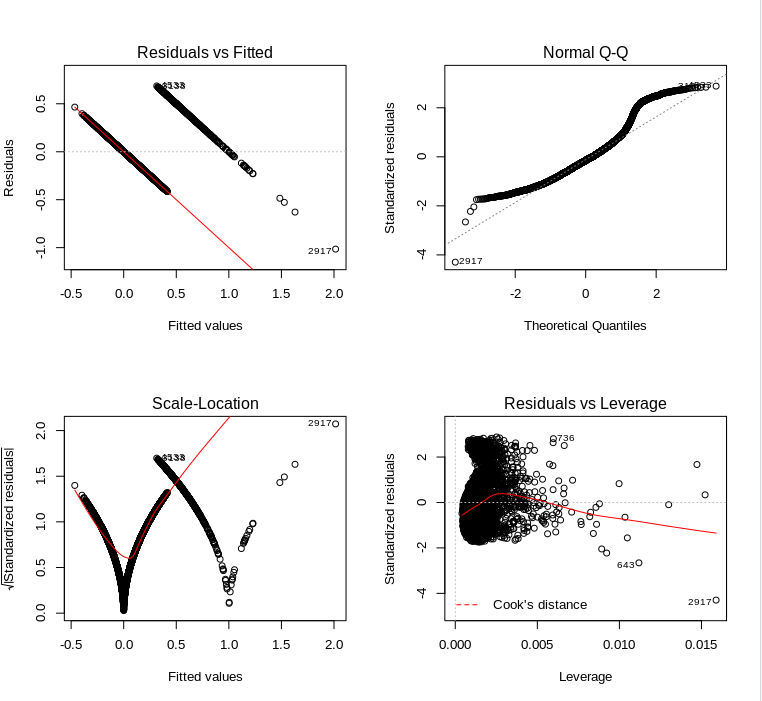 Residuals vs Fitted
Residuals
0.5
0.0
-0.5
-1.0
2917
-0.5 0.0 0.5 1.0 1.5 2.0
Fitted values
Normal Q-Q
Standardized residuals
2
0
-2
-4
2917
-2 0 2
Theoretical Quantiles
Scale-Location
√|Standardized residuals|
2.0
1.5
1.0
0.5
0.0
2917
-0.5 0.0 0.5 1.0 1.5 2.0
Fitted values
Residuals vs Leverage
Standardized residuals
2
0
-2
-4
736
643
2917
Cook's distance
0.000 0.005 0.010 0.015
Leverage